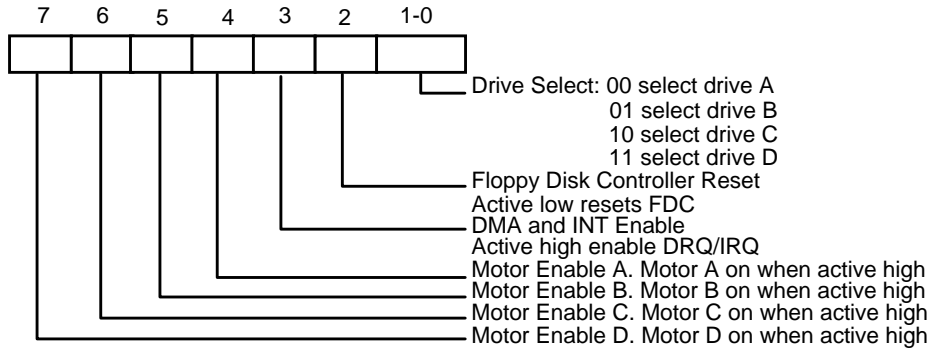 7 6 5 4 3 2 1-0
Drive Select: 00 select drive A
01 select drive B
10 select drive C
11 select drive D
Floppy Disk Controller Reset
Active low resets FDC
DMA and INT Enable
Active high enable DRQ/IRQ
Motor Enable A. Motor A on when active high
Motor Enable B. Motor B on when active high
Motor Enable C. Motor C on when active high
Motor Enable D. Motor D on when active high